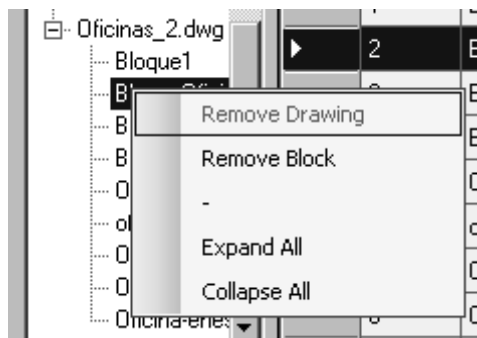 Oficinas_2.dwg
Bloque1
2
Remove Drawing
Remove Block
-
Expand All
Collapse All